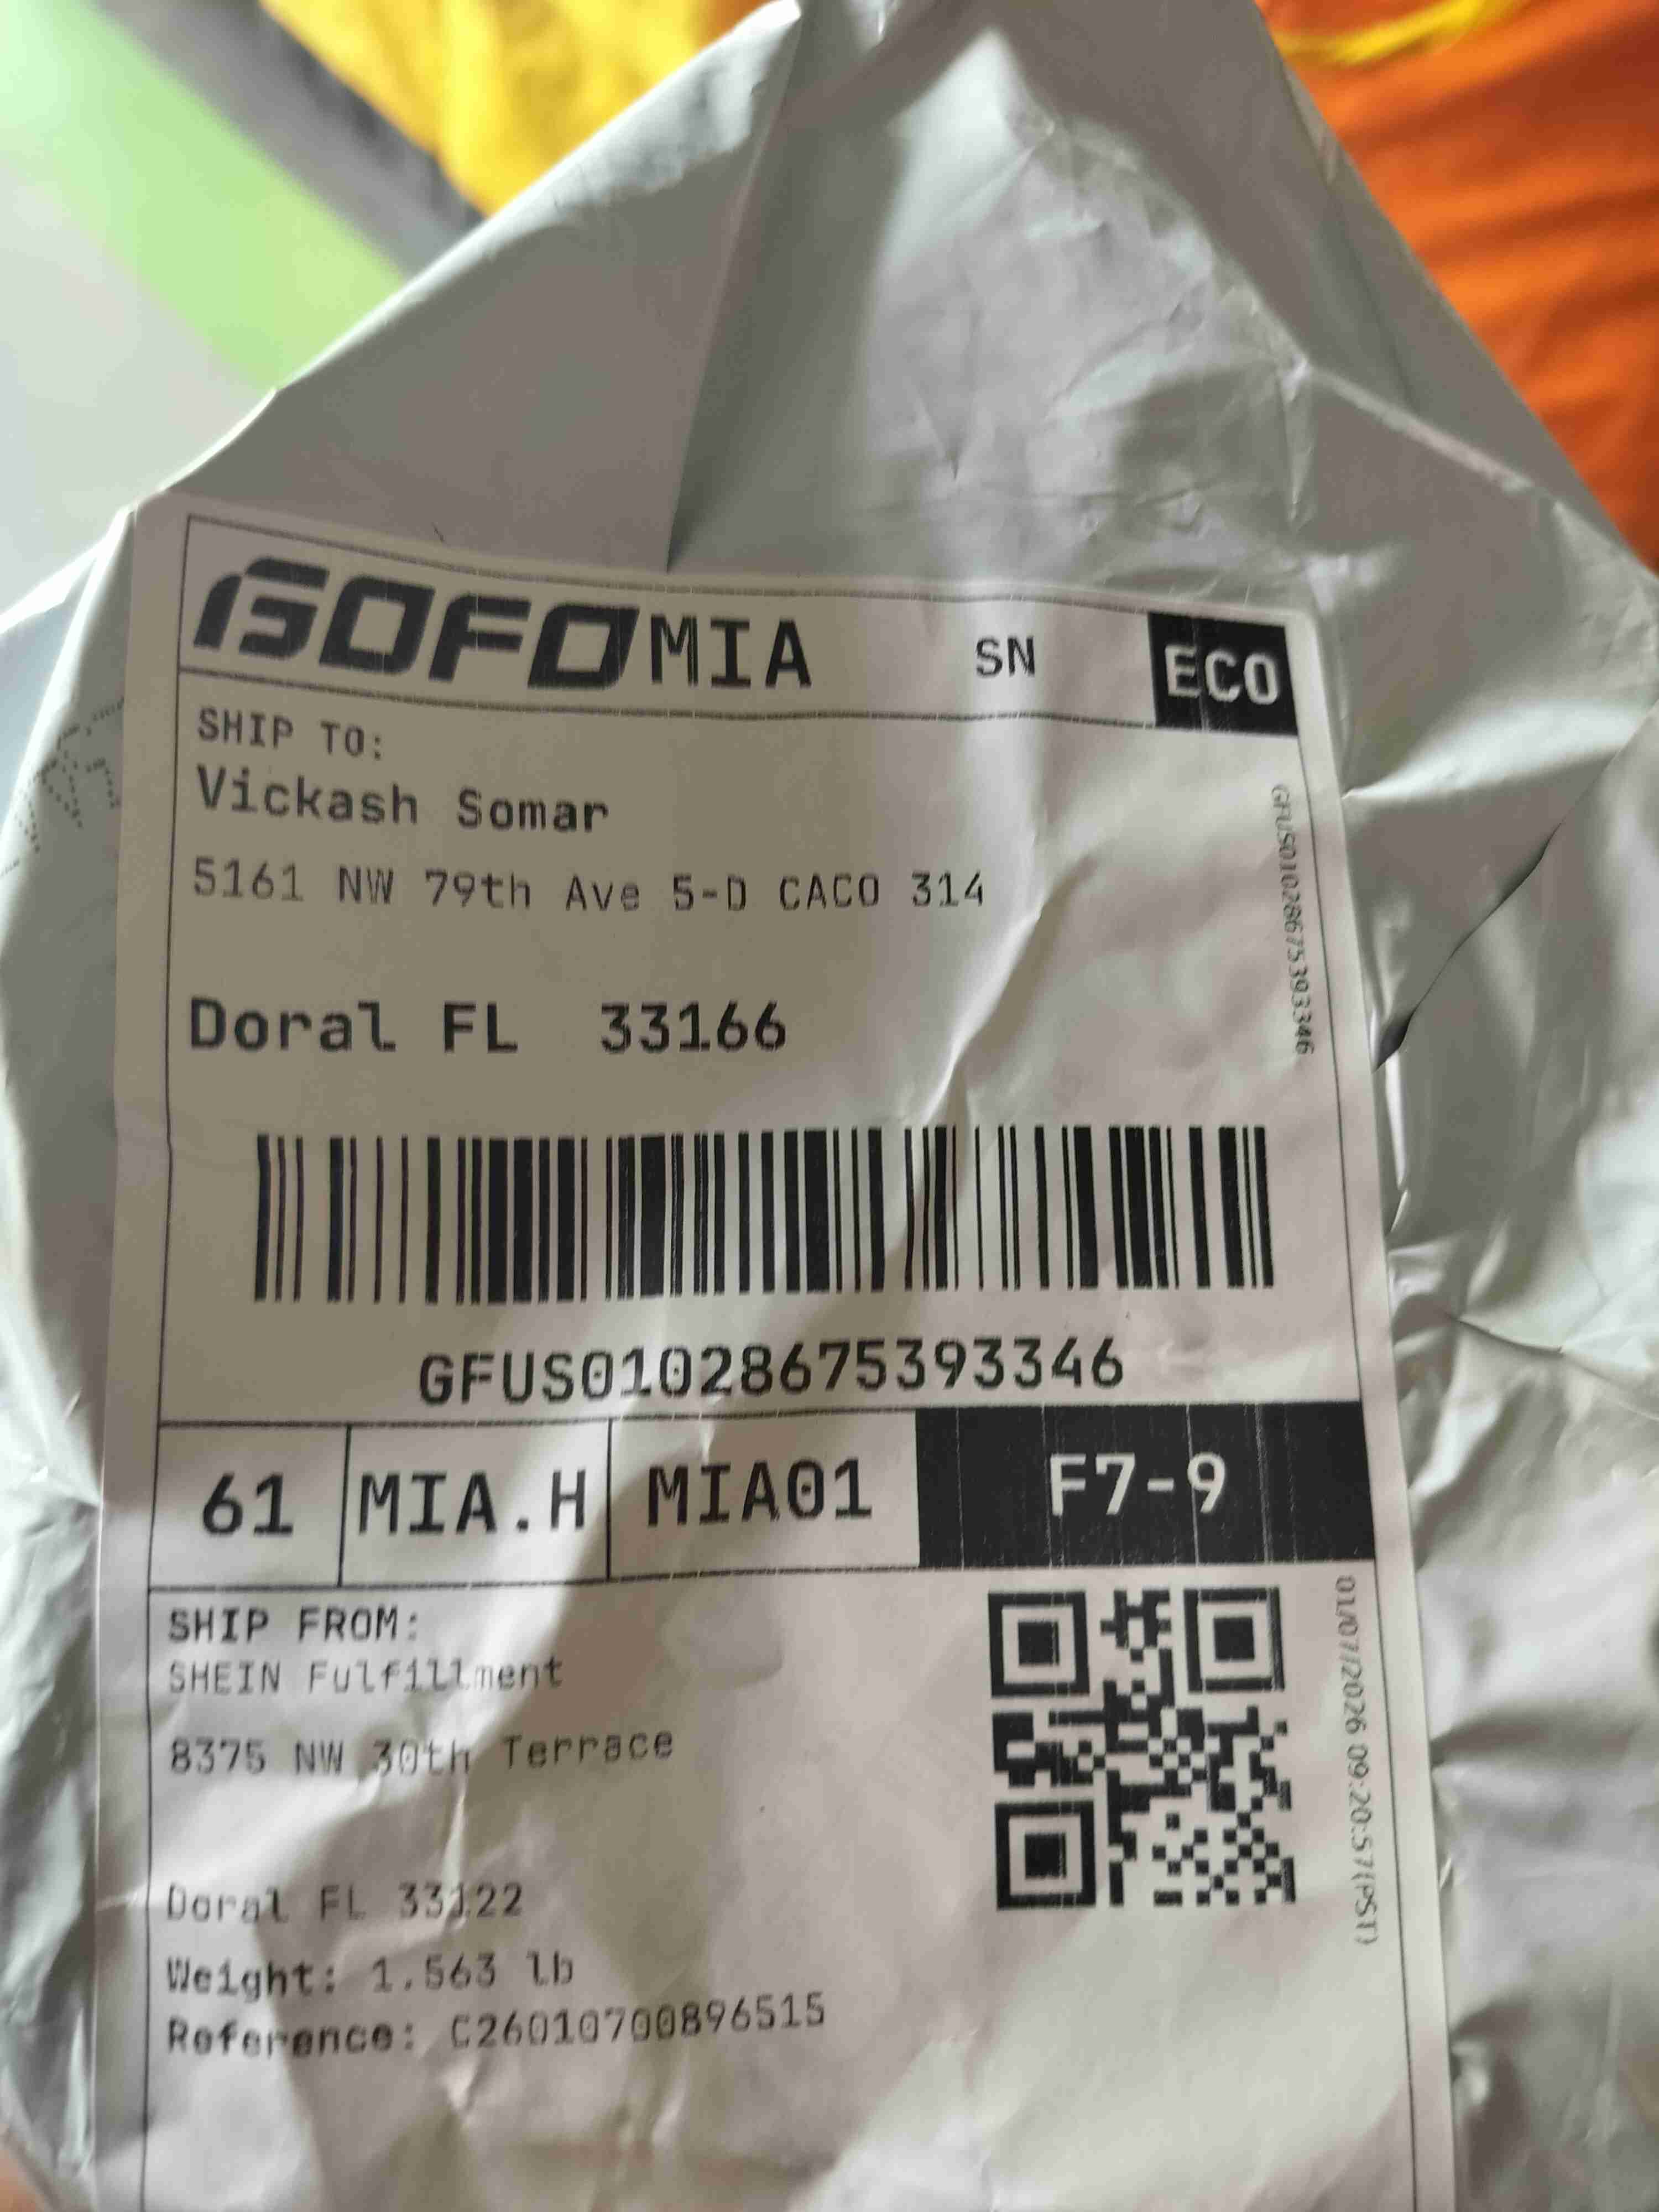 GOFO MIA SN ECO
SHIP TO:
Vickash Somar
5161 NW 79th Ave 5-D CACO 314
Doral FL 33166
GFUS01028675393346
GFUS01028675393346
61 MIA.H MIA01 F7-9
SHIP FROM:
SHEIN Fulfillment
8375 NW 30th Terrace
Doral FL 33122
Weight: 1.563 lb
Reference: C26010700896515
01/07/2026 09:20:57(PST)